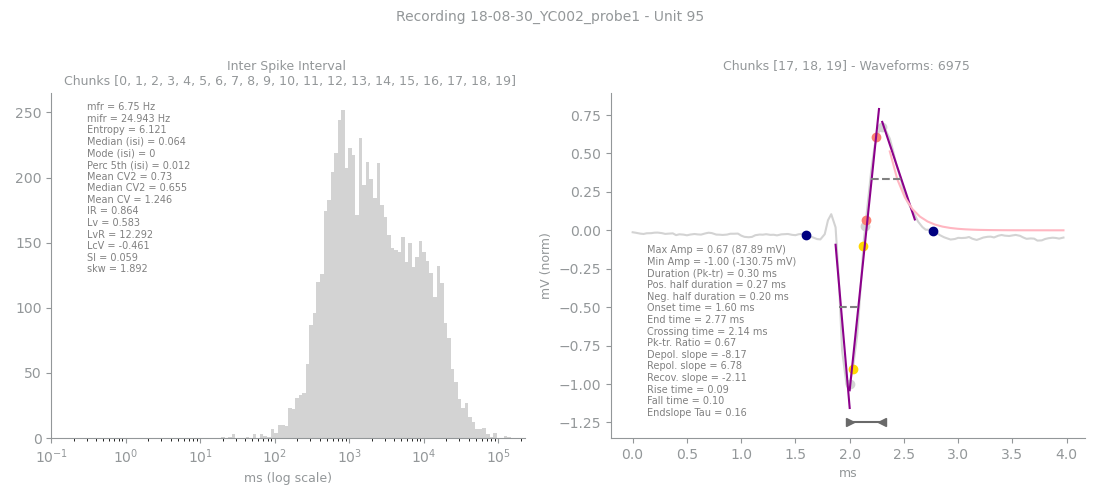 Recording 18-08-30_YC002_probe1 - Unit 95
Inter Spike Interval
Chunks [0, 1, 2, 3, 4, 5, 6, 7, 8, 9, 10, 11, 12, 13, 14, 15, 16, 17, 18, 19]
250
200
150
100
50
0
mfr = 6.75 Hz
mifr = 24.943 Hz
Entropy = 6.121
Median (isi) = 0.064
Mode (isi) = 0
Perc 5th (isi) = 0.012
Mean CV2 = 0.73
Median CV2 = 0.655
Mean CV = 1.246
IR = 0.864
Lv = 0.583
LvR = 12.292
LcV = -0.461
SI = 0.059
skw = 1.892
10⁻¹ 10⁰ 10¹ 10² 10³ 10⁴ 10⁵
ms (log scale)
Chunks [17, 18, 19] - Waveforms: 6975
mV (norm)
0.75
0.50
0.25
0.00
−0.25
−0.50
−0.75
−1.00
−1.25
Max Amp = 0.67 (87.89 mV)
Min Amp = -1.00 (-130.75 mV)
Duration (Pk-tr) = 0.30 ms
Pos. half duration = 0.27 ms
Neg. half duration = 0.20 ms
Onset time = 1.60 ms
End time = 2.77 ms
Crossing time = 2.14 ms
Pk-tr. Ratio = 0.67
Depol. slope = -8.17
Repol. slope = 6.78
Recov. slope = -2.11
Rise time = 0.09
Fall time = 0.10
Endslope Tau = 0.16
0.0 0.5 1.0 1.5 2.0 2.5 3.0 3.5 4.0
ms